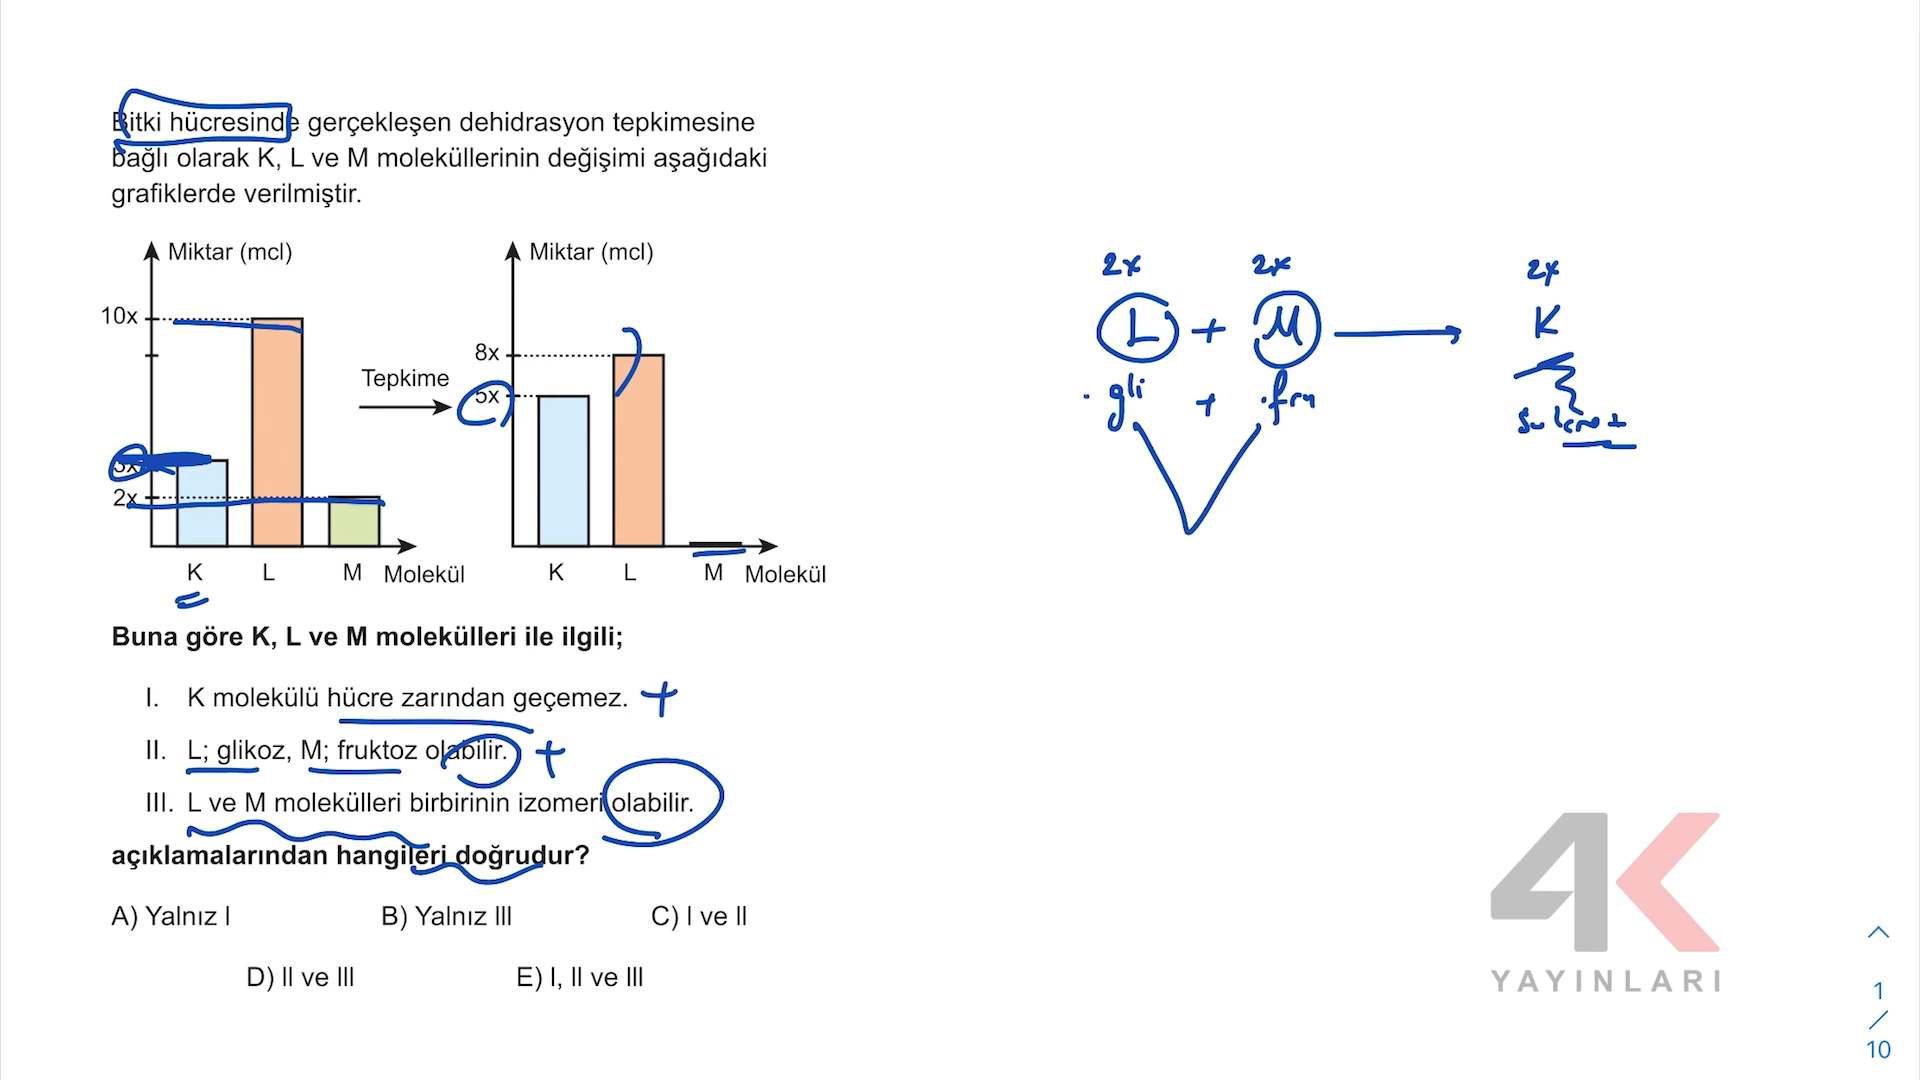 Bitki hücresinde gerçekleşen dehidrasyon tepkimesine
bağlı olarak K, L ve M moleküllerinin değişimi aşağıdaki
grafiklerde verilmiştir.
Miktar (mcl)
10x
3x
2x
K L M Molekül
Tepkime
Miktar (mcl)
8x
5x
K L M Molekül
2x 2x 2x
L + M K
gli + fru
Buna göre K, L ve M molekülleri ile ilgili;
I. K molekülü hücre zarından geçemez. +
II. L; glikoz, M; fruktoz olabilir. +
III. L ve M molekülleri birbirinin izomeri olabilir.
açıklamalarından hangileri doğrudur?
A) Yalnız I B) Yalnız III C) I ve II
D) II ve III E) I, II ve III
4K
YAYINLARI
1
/
10